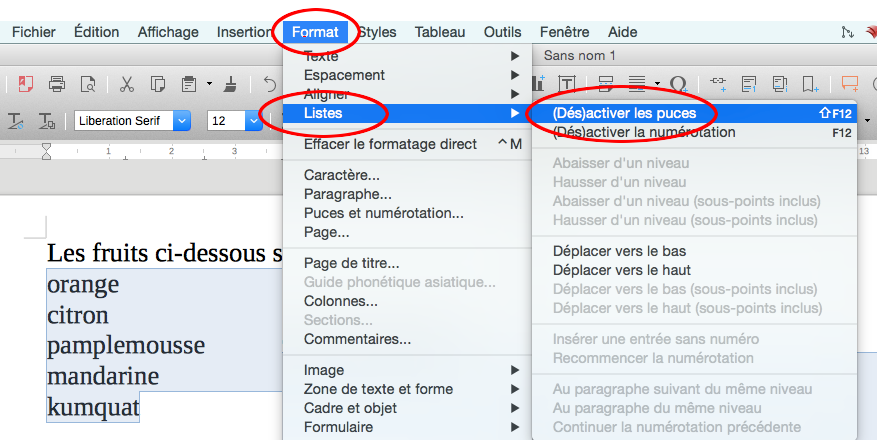 Fichier Édition Affichage Insertion Format Styles Tableau Outils Fenêtre Aide
Sans nom 1
Liberation Serif 12
1 2 3 13
Texte
Espacement
Aligner
Listes
Effacer le formatage direct ^M
Caractère...
Paragraphe...
Puces et numérotation...
Page...
Page de titre...
Guide phonétique asiatique...
Colonnes...
Sections...
Commentaires...
Image
Zone de texte et forme
Cadre et objet
Formulaire
(Dés)activer les puces ⇧F12
(Dés)activer la numérotation F12
Abaisser d'un niveau
Hausser d'un niveau
Abaisser d'un niveau (sous-points inclus)
Hausser d'un niveau (sous-points inclus)
Déplacer vers le bas
Déplacer vers le haut
Déplacer vers le bas (sous-points inclus)
Déplacer vers le haut (sous-points inclus)
Insérer une entrée sans numéro
Recommencer la numérotation
Au paragraphe suivant du même niveau
Au paragraphe du même niveau
Continuer la numérotation précédente
Les fruits ci-dessous s
orange
citron
pamplemousse
mandarine
kumquat